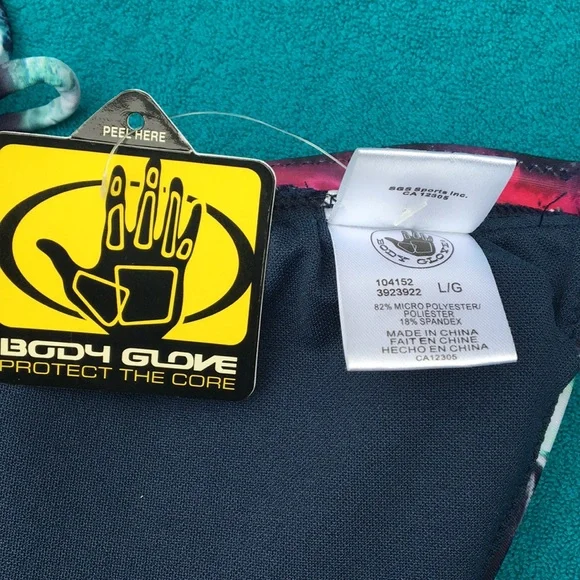 PEEL HERE
BODY GLOVE
PROTECT THE CORE
SGS Sports Inc.
CA 12305
BODY GLOVE
104152
3923922 L/G
82% MICRO POLYESTER/
POLIÉSTER
18% SPANDEX
MADE IN CHINA
FAIT EN CHINE
HECHO EN CHINA
CA12305